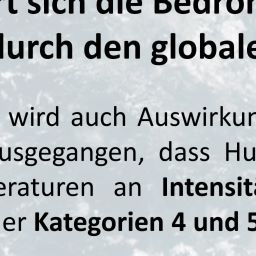 rt sich die Bedroh
durch den globale
wird auch Auswirkun
usgegangen, dass Hu
eraturen an Intensitä
er Kategorien 4 und 5